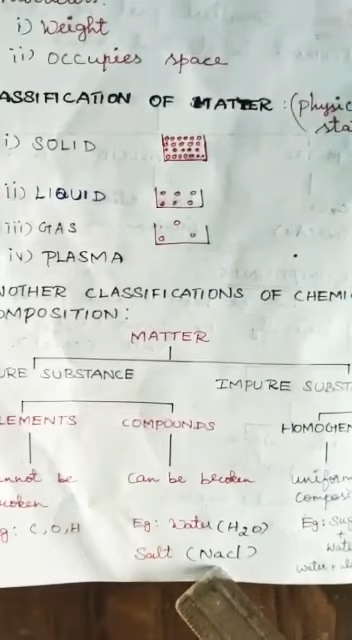 i) Weight
ii) Occupies space
ASSIFICATION OF MATTER : (physic
sta
i) SOLID
ii) LIQUID
iii) GAS
iv) PLASMA
NOTHER CLASSIFICATIONS OF CHEMI
OMPOSITION :
MATTER
URE SUBSTANCE IMPURE SUBST
LEMENTS COMPOUNDS HOMOGEN
nnot be can be broken uniform
roken composi
g: C, O, H Eg: Water (H2O) Eg: Sug
+
Salt (Nacl) Wate
water + al